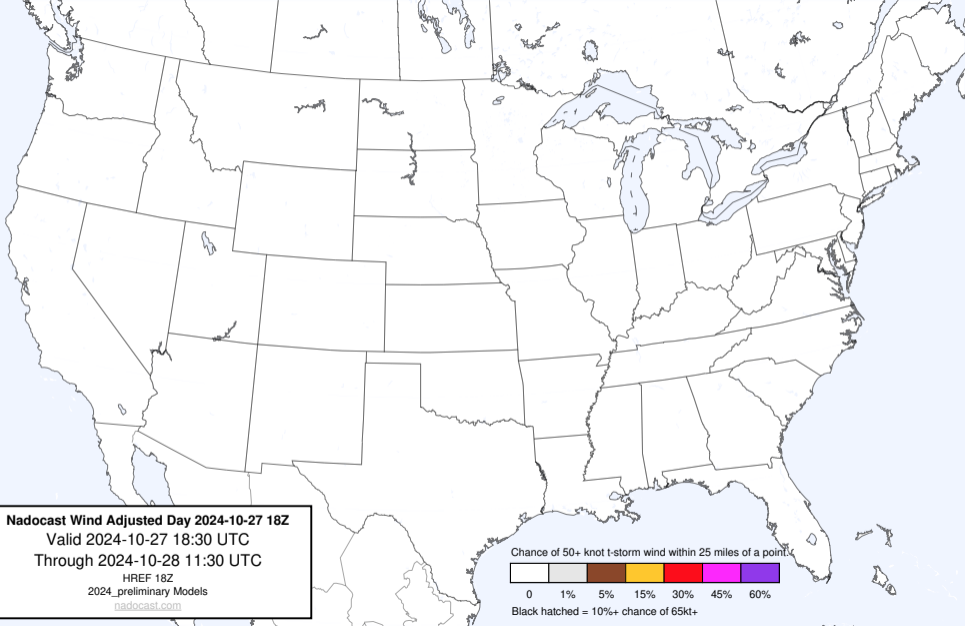 Nadocast Wind Adjusted Day 2024-10-27 18Z
Valid 2024-10-27 18:30 UTC
Through 2024-10-28 11:30 UTC
HREF 18Z
2024_preliminary Models
nadocast.com
Chance of 50+ knot t-storm wind within 25 miles of a point.
0 1% 5% 15% 30% 45% 60%
Black hatched = 10%+ chance of 65kt+